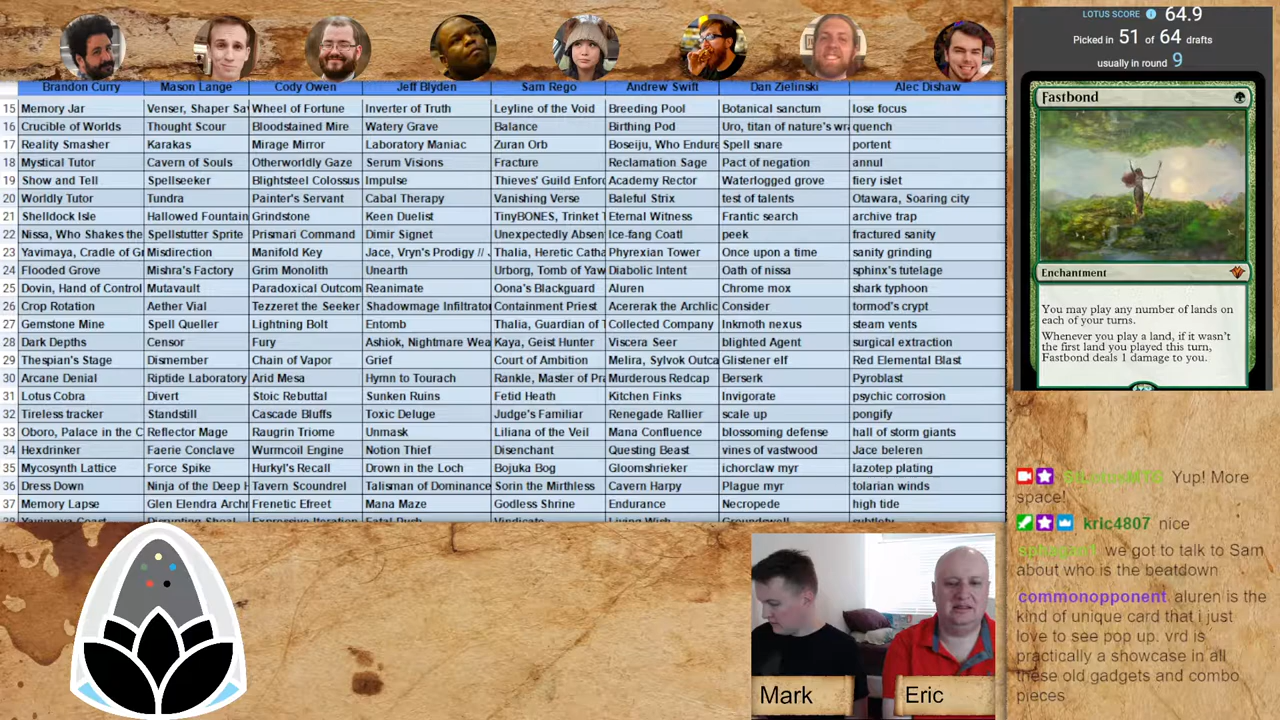 LOTUS SCORE 64.9
Picked in 51 of 64 drafts
usually in round 9
Brandon Curry Mason Lange Cody Owen Jeff Blyden Sam Rego Andrew Swift Dan Zielinski Alec Dishaw
15 Memory Jar Venser, Shaper Sa Wheel of Fortune Inverter of Truth Leyline of the Void Breeding Pool Botanical sanctum lose focus
16 Crucible of Worlds Thought Scour Bloodstained Mire Watery Grave Balance Birthing Pod Uro, titan of nature's wr quench
17 Reality Smasher Karakas Mirage Mirror Laboratory Maniac Zuran Orb Boseiju, Who Endure Spell snare portent
18 Mystical Tutor Cavern of Souls Otherworldly Gaze Serum Visions Fracture Reclamation Sage Pact of negation annul
19 Show and Tell Spellseeker Blightsteel Colossus Impulse Thieves' Guild Enforc Academy Rector Waterlogged grove fiery islet
20 Worldly Tutor Tundra Painter's Servant Cabal Therapy Vanishing Verse Baleful Strix test of talents Otawara, Soaring city
21 Shelldock Isle Hallowed Fountain Grindstone Keen Duelist TinyBONES, Trinket T Eternal Witness Frantic search archive trap
22 Nissa, Who Shakes the Spellstutter Sprite Prismari Command Dimir Signet Unexpectedly Absen Ice-fang Coatl peek fractured sanity
23 Yavimaya, Cradle of Gr Misdirection Manifold Key Jace, Vryn's Prodigy // Thalia, Heretic Catha Phyrexian Tower Once upon a time sanity grinding
24 Flooded Grove Mishra's Factory Grim Monolith Unearth Urborg, Tomb of Yaw Diabolic Intent Oath of nissa sphinx's tutelage
25 Dovin, Hand of Control Mutavault Paradoxical Outcom Reanimate Oona's Blackguard Aluren Chrome mox shark typhoon
26 Crop Rotation Aether Vial Tezzeret the Seeker Shadowmage Infiltrator Containment Priest Acererak the Archlic Consider tormod's crypt
27 Gemstone Mine Spell Queller Lightning Bolt Entomb Thalia, Guardian of T Collected Company Inkmoth nexus steam vents
28 Dark Depths Censor Fury Ashiok, Nightmare Wea Kaya, Geist Hunter Viscera Seer blighted Agent surgical extraction
29 Thespian's Stage Dismember Chain of Vapor Grief Court of Ambition Melira, Sylvok Outca Glistener elf Red Elemental Blast
30 Arcane Denial Riptide Laboratory Arid Mesa Hymn to Tourach Rankle, Master of Pra Murderous Redcap Berserk Pyroblast
31 Lotus Cobra Divert Stoic Rebuttal Sunken Ruins Fetid Heath Kitchen Finks Invigorate psychic corrosion
32 Tireless tracker Standstill Cascade Bluffs Toxic Deluge Judge's Familiar Renegade Rallier scale up pongify
33 Oboro, Palace in the C Reflector Mage Raugrin Triome Unmask Liliana of the Veil Mana Confluence blossoming defense hall of storm giants
34 Hexdrinker Faerie Conclave Wurmcoil Engine Notion Thief Disenchant Questing Beast vines of vastwood Jace beleren
35 Mycosynth Lattice Force Spike Hurkyl's Recall Drown in the Loch Bojuka Bog Gloomshrieker ichorclaw myr lazotep plating
36 Dress Down Ninja of the Deep H Tavern Scoundr Talisman of Dominance Sorin the Mirthless Cavern Harpy Plague myr tolarian winds
37 Memory Lapse Glen Elendra Archr Frenetic Efreet Mana Maze Godless Shrine Endurance Necropede high tide
Fastbond
Enchantment
You may play any number of lands on
each of your turns.
Whenever you play a land, if it wasn't
the first land you played this turn,
Fastbond deals 1 damage to you.
Yup! More
space!
kric4807 nice
we got to talk to Sam
about who is the beatdown
commonopponent aluren is the
kind of unique card that i just
love to see pop up. vrd is
practically a showcase in all
these old gadgets and combo
pieces
Mark
Eric